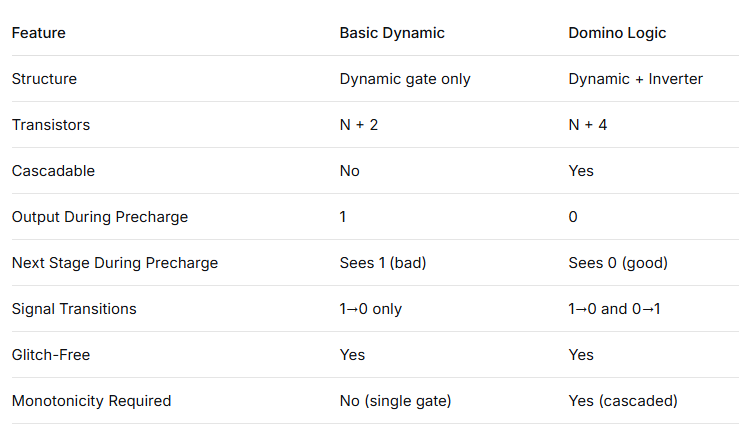 Feature Basic Dynamic Domino Logic
Structure Dynamic gate only Dynamic + Inverter
Transistors N + 2 N + 4
Cascadable No Yes
Output During Precharge 1 0
Next Stage During Precharge Sees 1 (bad) Sees 0 (good)
Signal Transitions 1→0 only 1→0 and 0→1
Glitch-Free Yes Yes
Monotonicity Required No (single gate) Yes (cascaded)